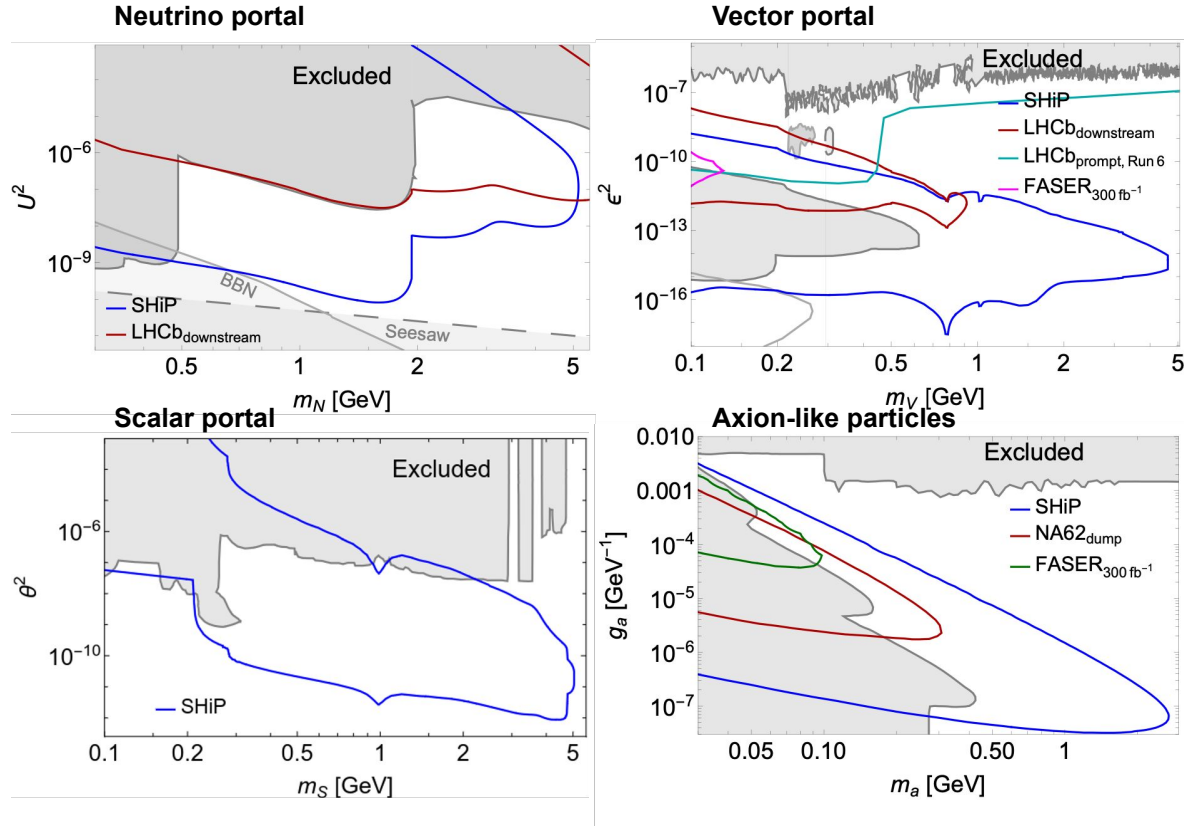 Neutrino portal
Excluded
U²
10⁻²
10⁻⁶
10⁻⁹
BBN
Seesaw
SHiP
LHCb_downstream
0.5
1
2
5
m_N [GeV]
Vector portal
Excluded
ϵ²
10⁻⁷
10⁻¹⁰
10⁻¹³
10⁻¹⁶
SHiP
LHCb_downstream
LHCb_prompt, Run 6
FASER_300 fb⁻¹
0.1
0.2
0.5
1
2
5
m_V [GeV]
Scalar portal
Excluded
θ²
10⁻⁶
10⁻¹⁰
SHiP
0.1
0.2
0.5
1
2
5
m_S [GeV]
Axion-like particles
Excluded
g_a [GeV⁻¹]
0.010
0.001
10⁻⁴
10⁻⁵
10⁻⁶
10⁻⁷
SHiP
NA62_dump
FASER_300 fb⁻¹
0.05
0.10
0.50
1
m_a [GeV]